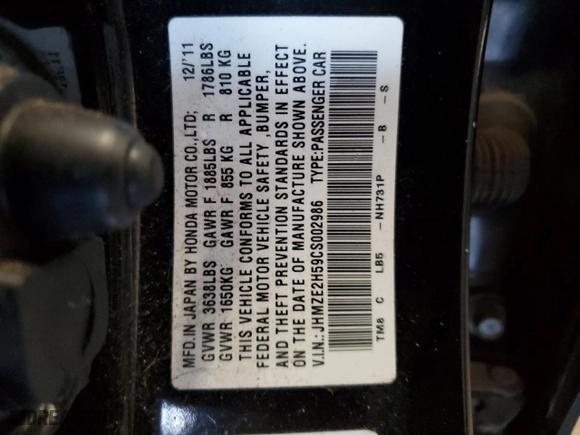 MFD. IN JAPAN BY HONDA MOTOR CO.,LTD; 12/'11
GVWR 3638LBS GAWR F 1885LBS R 1786LBS
GVWR 1650KG GAWR F 855 KG R 810 KG
THIS VEHICLE CONFORMS TO ALL APPLICABLE
FEDERAL MOTOR VEHICLE SAFETY ,BUMPER,
AND THEFT PREVENTION STANDARDS IN EFFECT
ON THE DATE OF MANUFACTURE SHOWN ABOVE.
V.I.N.:JHMZE2H59CS002986 TYPE:PASSENGER CAR
TM8 C LB5 -NH731P -B -S